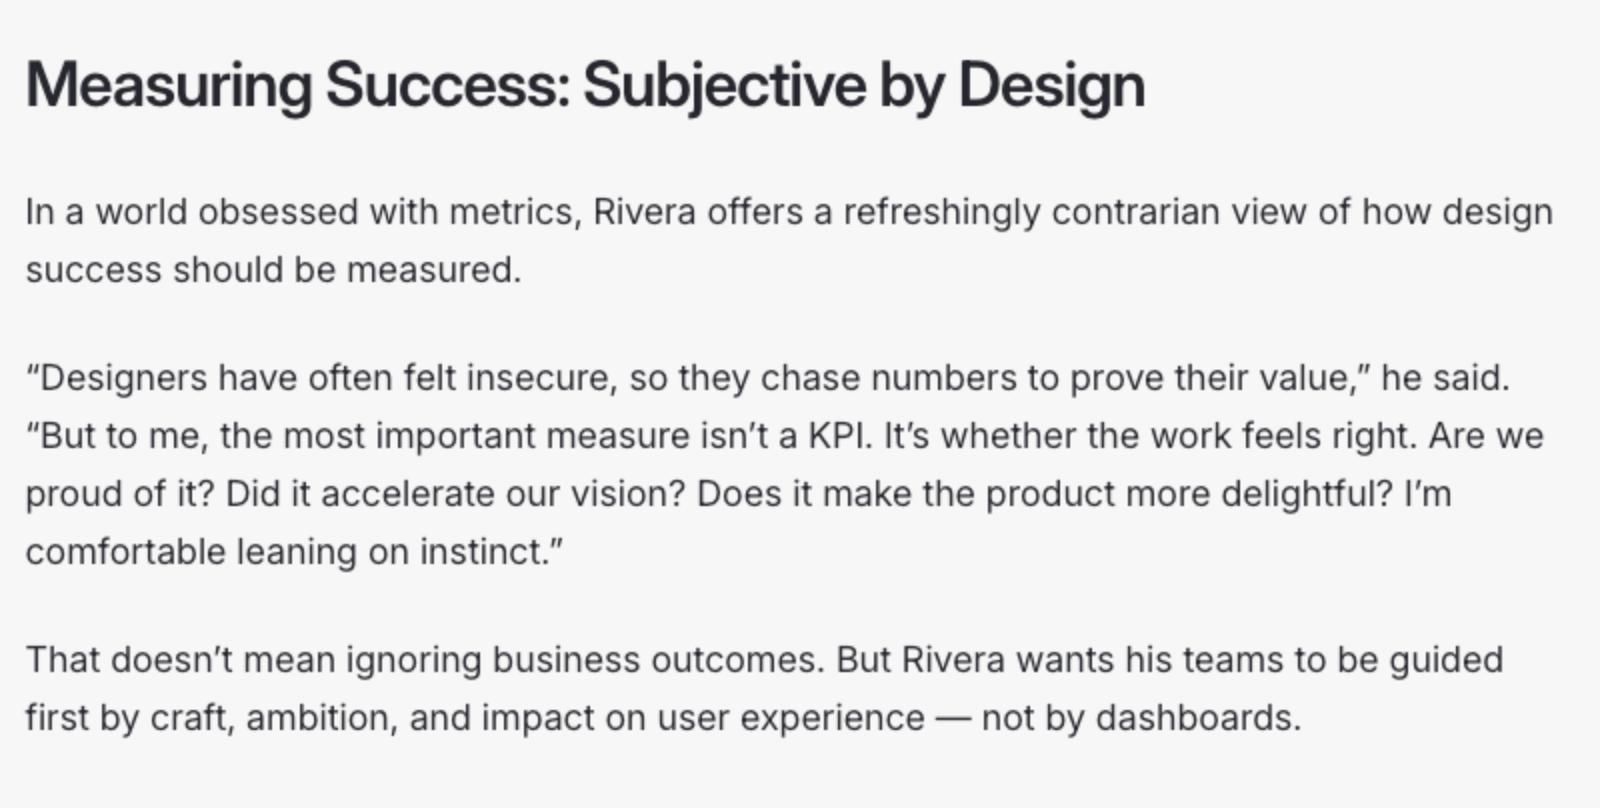 Measuring Success: Subjective by Design
In a world obsessed with metrics, Rivera offers a refreshingly contrarian view of how design
success should be measured.
“Designers have often felt insecure, so they chase numbers to prove their value,” he said.
“But to me, the most important measure isn’t a KPI. It’s whether the work feels right. Are we
proud of it? Did it accelerate our vision? Does it make the product more delightful? I’m
comfortable leaning on instinct.”
That doesn’t mean ignoring business outcomes. But Rivera wants his teams to be guided
first by craft, ambition, and impact on user experience — not by dashboards.